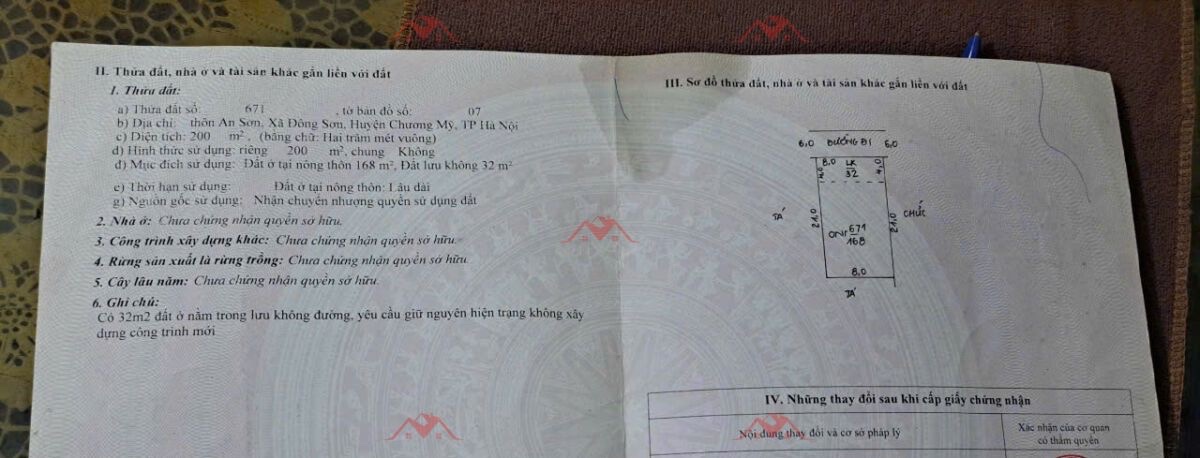 II. Thửa đất, nhà ở và tài sản khác gắn liền với đất
1. Thửa đất:
a) Thửa đất số: 671, tờ bản đồ số: 07
b) Địa chỉ: thôn An Sơn, Xã Đông Sơn, Huyện Chương Mỹ, TP Hà Nội
c) Diện tích: 200 m², (bằng chữ: Hai trăm mét vuông)
d) Hình thức sử dụng: riêng 200 m², chung Không
đ) Mục đích sử dụng: Đất ở tại nông thôn 168 m², Đất lưu không 32 m²
e) Thời hạn sử dụng: Đất ở tại nông thôn: Lâu dài
g) Nguồn gốc sử dụng: Nhận chuyển nhượng quyền sử dụng đất
2. Nhà ở: Chưa chứng nhận quyền sở hữu.
3. Công trình xây dựng khác: Chưa chứng nhận quyền sở hữu.
4. Rừng sản xuất là rừng trồng: Chưa chứng nhận quyền sở hữu.
5. Cây lâu năm: Chưa chứng nhận quyền sở hữu.
6. Ghi chú:
Có 32m2 đất ở nằm trong lưu không đường, yêu cầu giữ nguyên hiện trạng không xây
dựng công trình mới
III. Sơ đồ thửa đất, nhà ở và tài sản khác gắn liền với đất
6,0 ĐƯỜNG ĐI 6,0
4,0 8,0 LK 4,0
32
TÁ 21,0 21,0 CHỨC
ONT 671
168
8,0
TÁ
IV. Những thay đổi sau khi cấp giấy chứng nhận
Nội dung thay đổi và cơ sở pháp lý
Xác nhận của cơ quan
có thẩm quyền